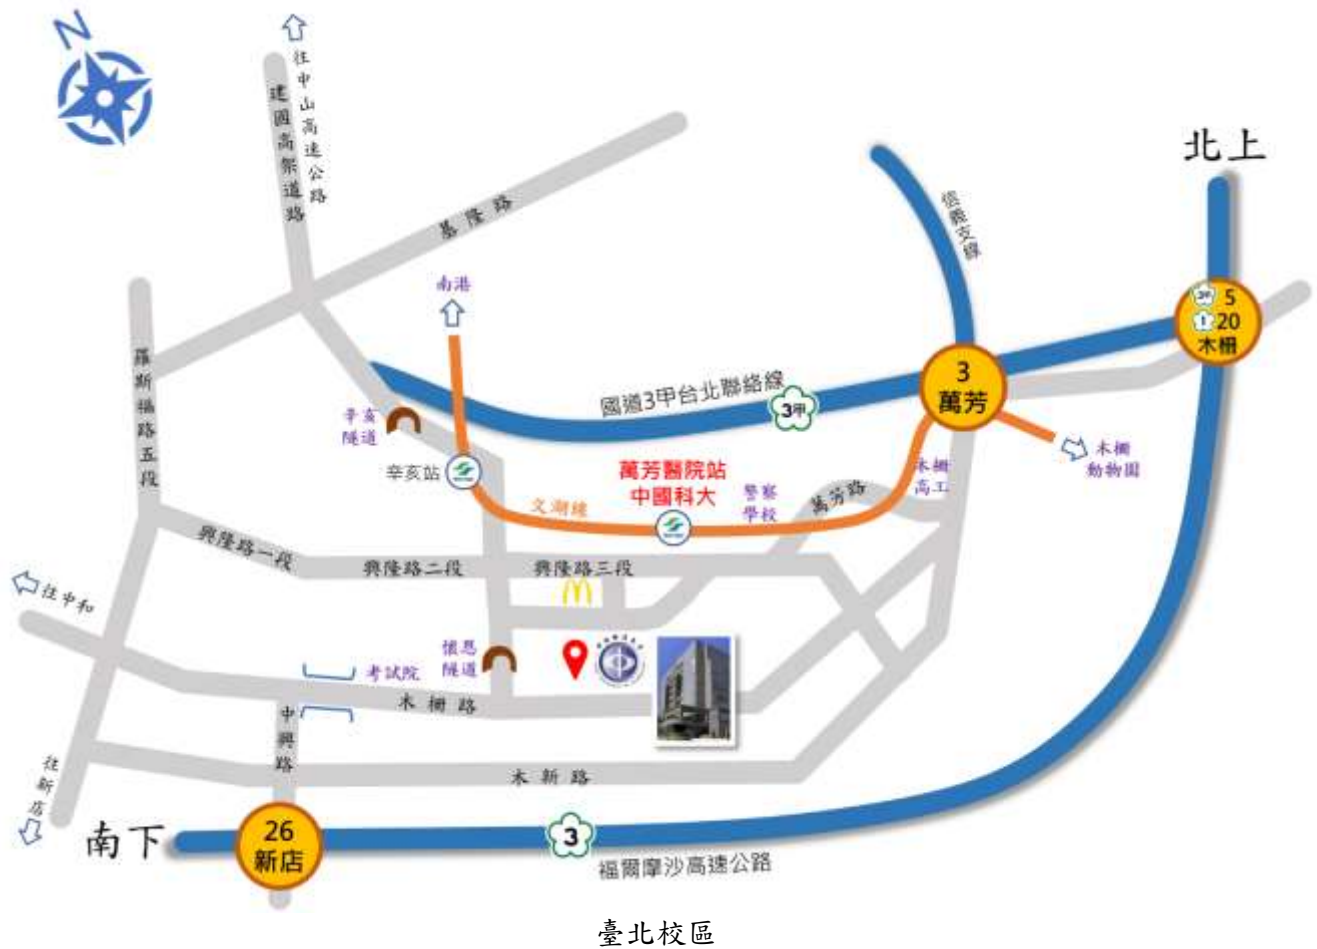 N
往中山高速公路
建國高架道路
北上
基隆路
信義支線
南港
3甲 5
1 20
木柵
羅斯福路五段
國道3甲台北聯絡線
3甲
3
萬芳
辛亥
隧道
木柵
動物園
辛亥站
萬芳醫院站
中國科大
文湖線
警察
學校
萬芳路
木柵
高工
興隆路一段
興隆路二段
興隆路三段
往中和
懷恩
隧道
考試院
木柵路
中興路
往新店
木新路
南下
26
新店
3
福爾摩沙高速公路
臺北校區